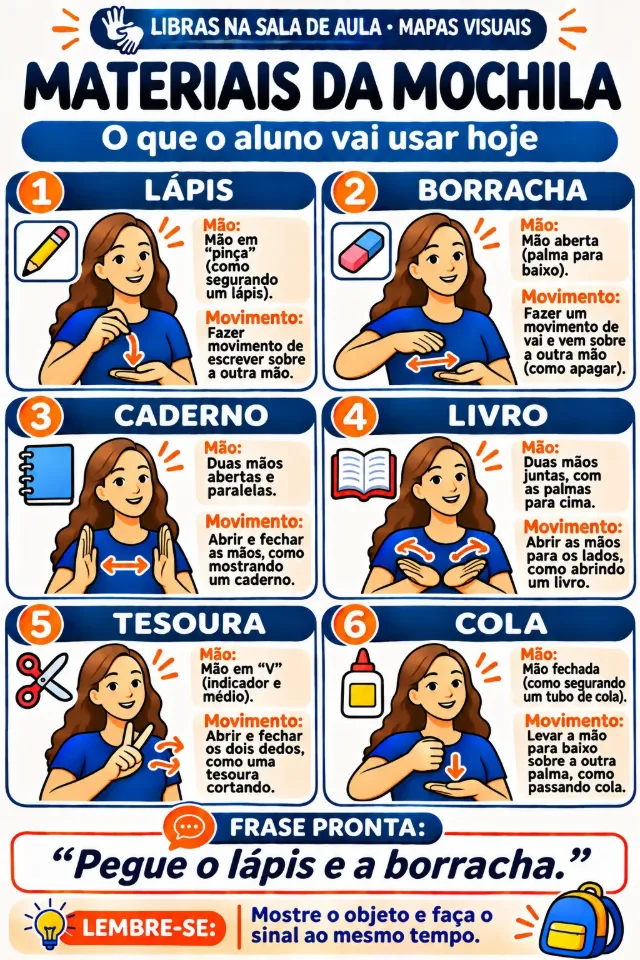 LIBRAS NA SALA DE AULA • MAPAS VISUAIS
MATERIAIS DA MOCHILA
O que o aluno vai usar hoje
1 LÁPIS
Mão:
Mão em
"pinça"
(como
segurando
um lápis).
Movimento:
Fazer
movimento de
escrever sobre
a outra mão.
2 BORRACHA
Mão:
Mão aberta
(palma para
baixo).
Movimento:
Fazer um
movimento de
vai e vem sobre
a outra mão
(como apagar).
3 CADERNO
Mão:
Duas mãos
abertas e
paralelas.
Movimento:
Abrir e fechar
as mãos, como
mostrando
um caderno.
4 LIVRO
Mão:
Duas mãos
juntas, com
as palmas
para cima.
Movimento:
Abrir as mãos
para os lados,
como abrindo
um livro.
5 TESOURA
Mão:
Mão em "V"
(indicador e
médio).
Movimento:
Abrir e fechar
os dois dedos,
como uma
tesoura
cortando.
6 COLA
Mão:
Mão fechada
(como segurando
um tubo de cola).
Movimento:
Levar a mão
para baixo
sobre a outra
palma, como
passando cola.
FRASE PRONTA:
"Pegue o lápis e a borracha."
LEMBRE-SE:
Mostre o objeto e faça o
sinal ao mesmo tempo.